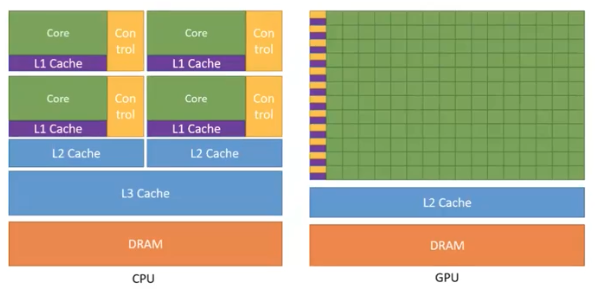 Core
Con
trol
Core
Con
trol
L1 Cache
L1 Cache
Core
Con
trol
Core
Con
trol
L1 Cache
L1 Cache
L2 Cache
L2 Cache
L3 Cache
DRAM
CPU
L2 Cache
DRAM
GPU